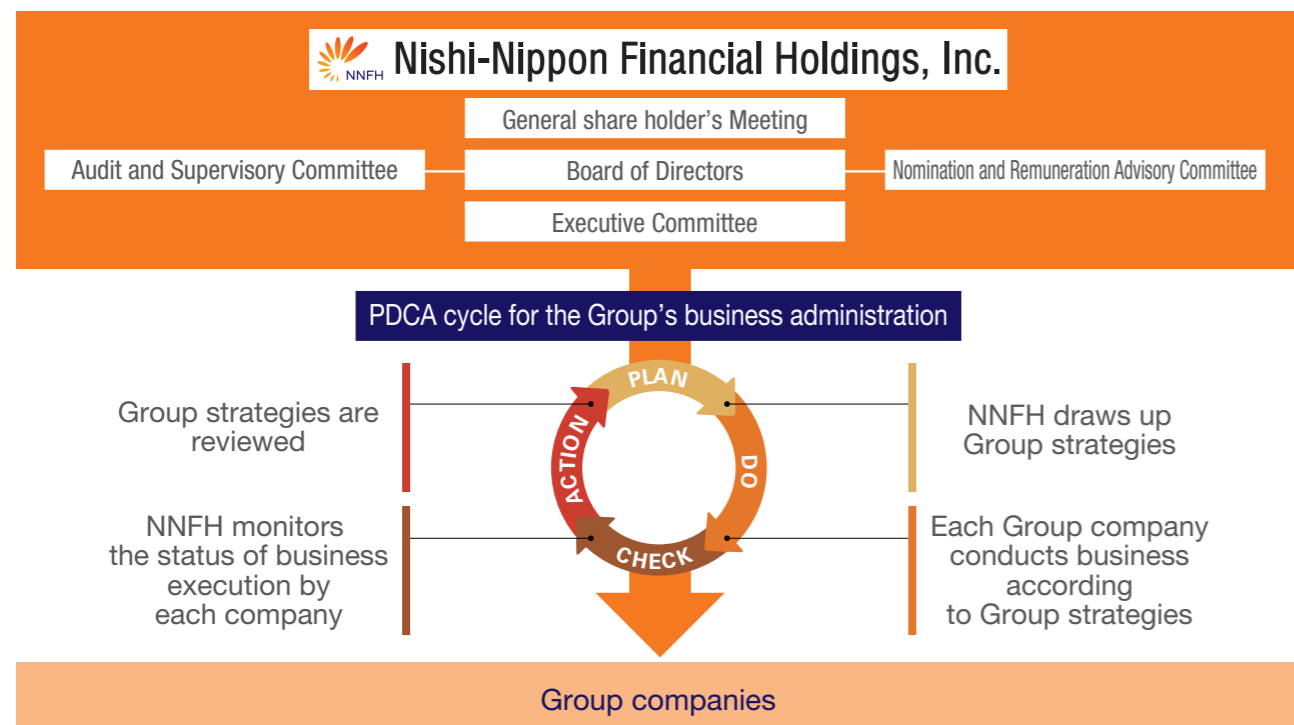 NNFH
Nishi-Nippon Financial Holdings, Inc.
General share holder's Meeting
Audit and Supervisory Committee
Board of Directors
Nomination and Remuneration Advisory Committee
Executive Committee
PDCA cycle for the Group's business administration
PLAN
DO
CHECK
ACTION
Group strategies are
reviewed
NNFH draws up
Group strategies
NNFH monitors
the status of business
execution by
each company
Each Group company
conducts business
according
to Group strategies
Group companies